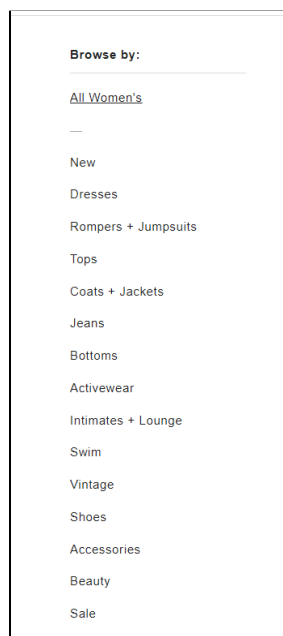 Browse by:
All Women's
—
New
Dresses
Rompers + Jumpsuits
Tops
Coats + Jackets
Jeans
Bottoms
Activewear
Intimates + Lounge
Swim
Vintage
Shoes
Accessories
Beauty
Sale